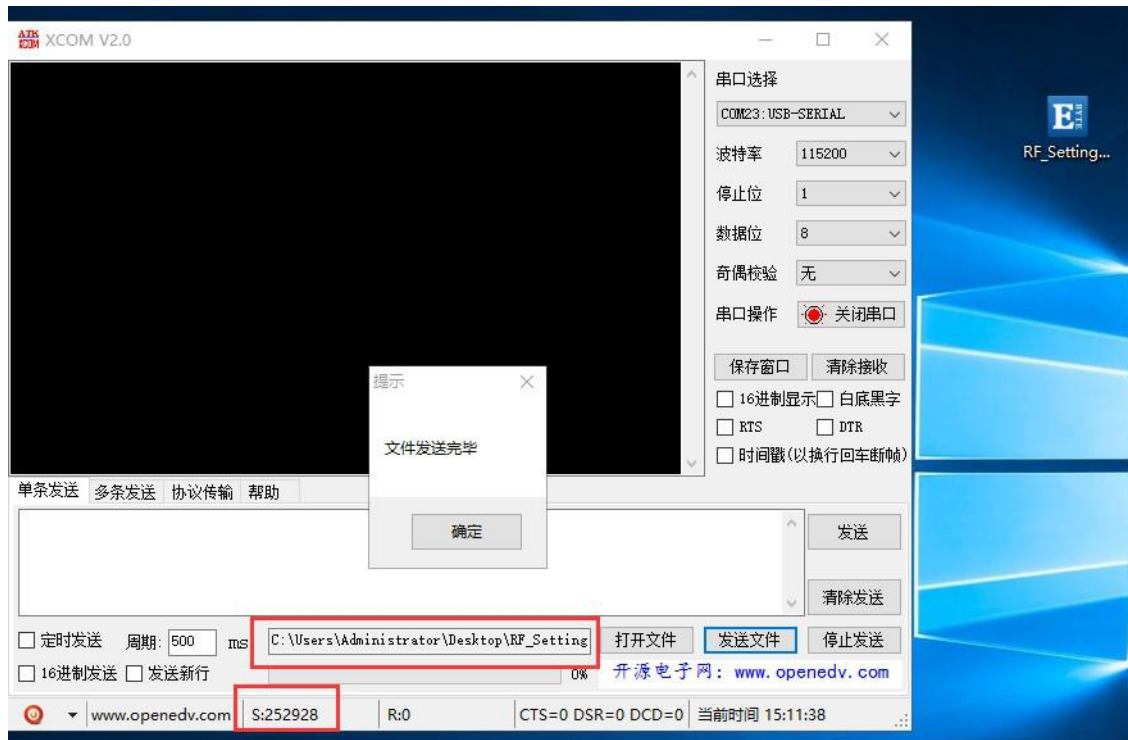 XCOM V2.0
串口选择
COM23:USB-SERIAL
E BYTE
RF_Setting...
波特率 115200
停止位 1
数据位 8
奇偶校验 无
串口操作 关闭串口
保存窗口 清除接收
16进制显示 白底黑字
RTS DTR
时间戳(以换行回车断帧)
提示
文件发送完毕
确定
单条发送 多条发送 协议传输 帮助
发送
清除发送
定时发送 周期: 500 ms C:\Users\Administrator\Desktop\RF_Setting 打开文件 发送文件 停止发送
16进制发送 发送新行 0% 开源电子网: www.openedv.com
www.openedv.com S:252928 R:0 CTS=0 DSR=0 DCD=0 当前时间 15:11:38